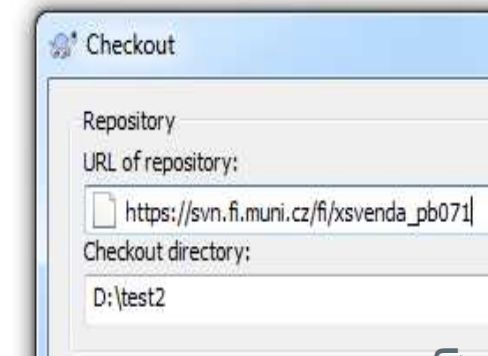 Checkout
Repository
URL of repository:
https://svn.fi.muni.cz/fi/xsvenda_pb071
Checkout directory:
D:\test2